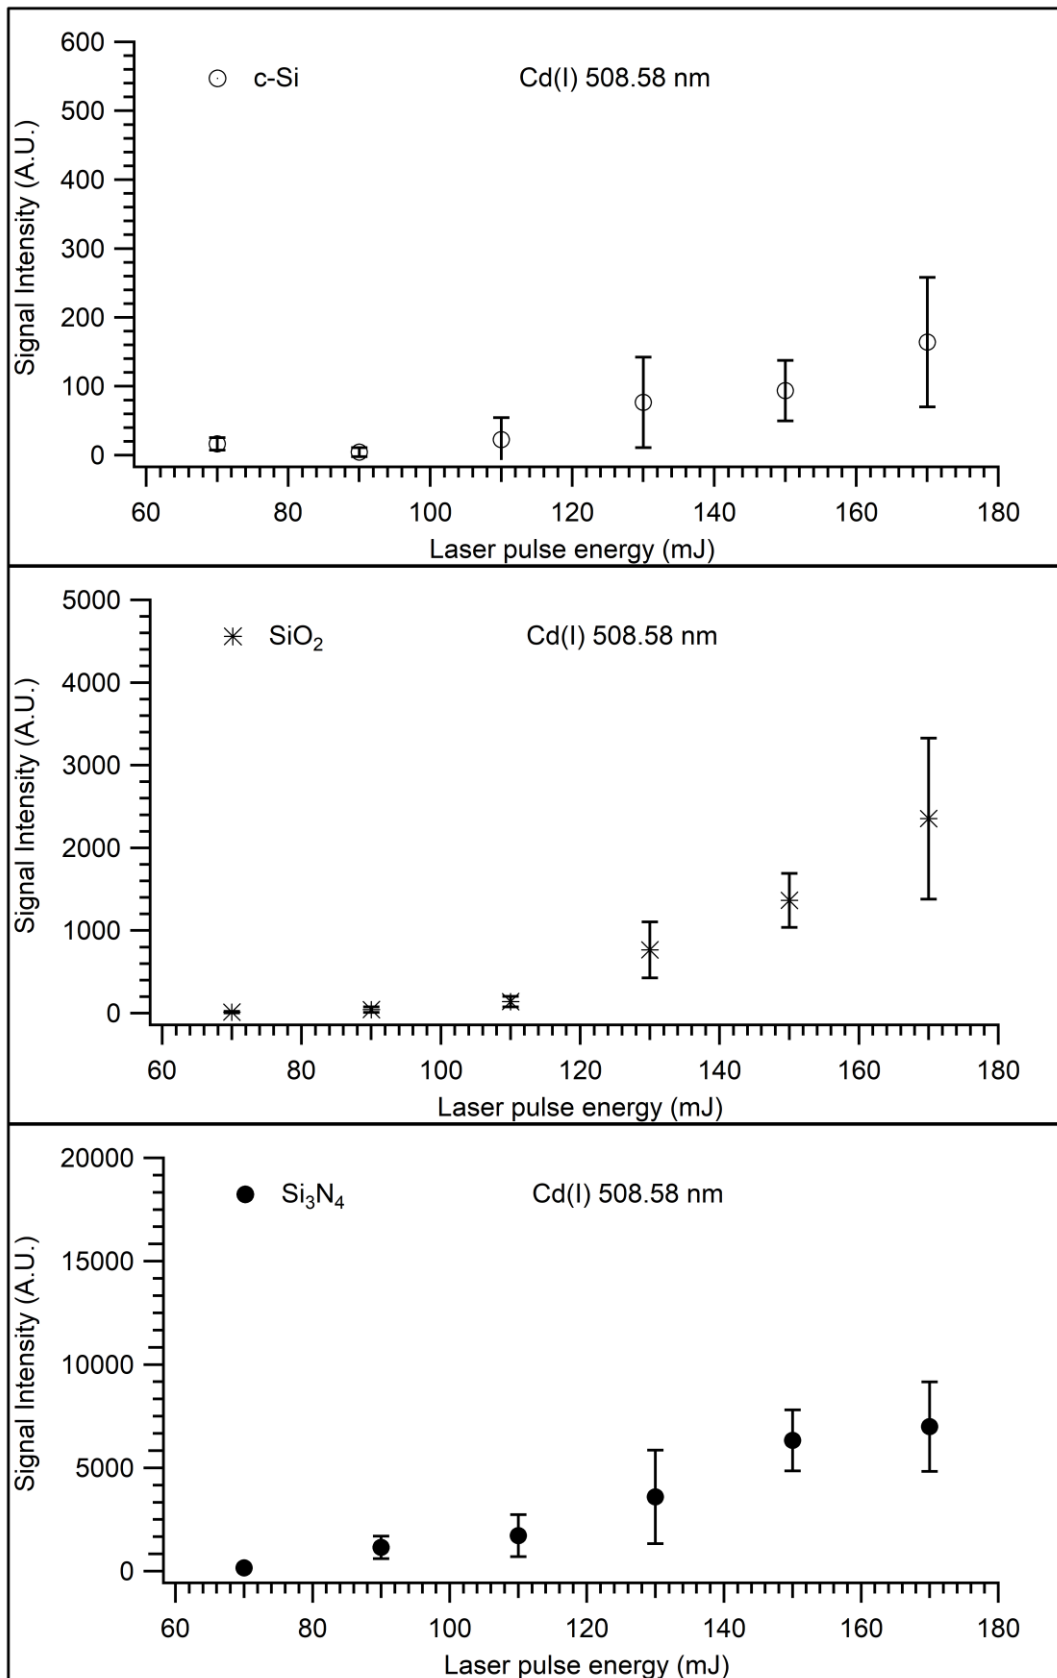 600
c-Si
Cd(I) 508.58 nm
500
400
300
200
100
0
Signal Intensity (A.U.)
60 80 100 120 140 160 180
Laser pulse energy (mJ)
5000
SiO₂
Cd(I) 508.58 nm
4000
3000
2000
1000
0
Signal Intensity (A.U.)
60 80 100 120 140 160 180
Laser pulse energy (mJ)
20000
Si₃N₄
Cd(I) 508.58 nm
15000
10000
5000
0
Signal Intensity (A.U.)
60 80 100 120 140 160 180
Laser pulse energy (mJ)